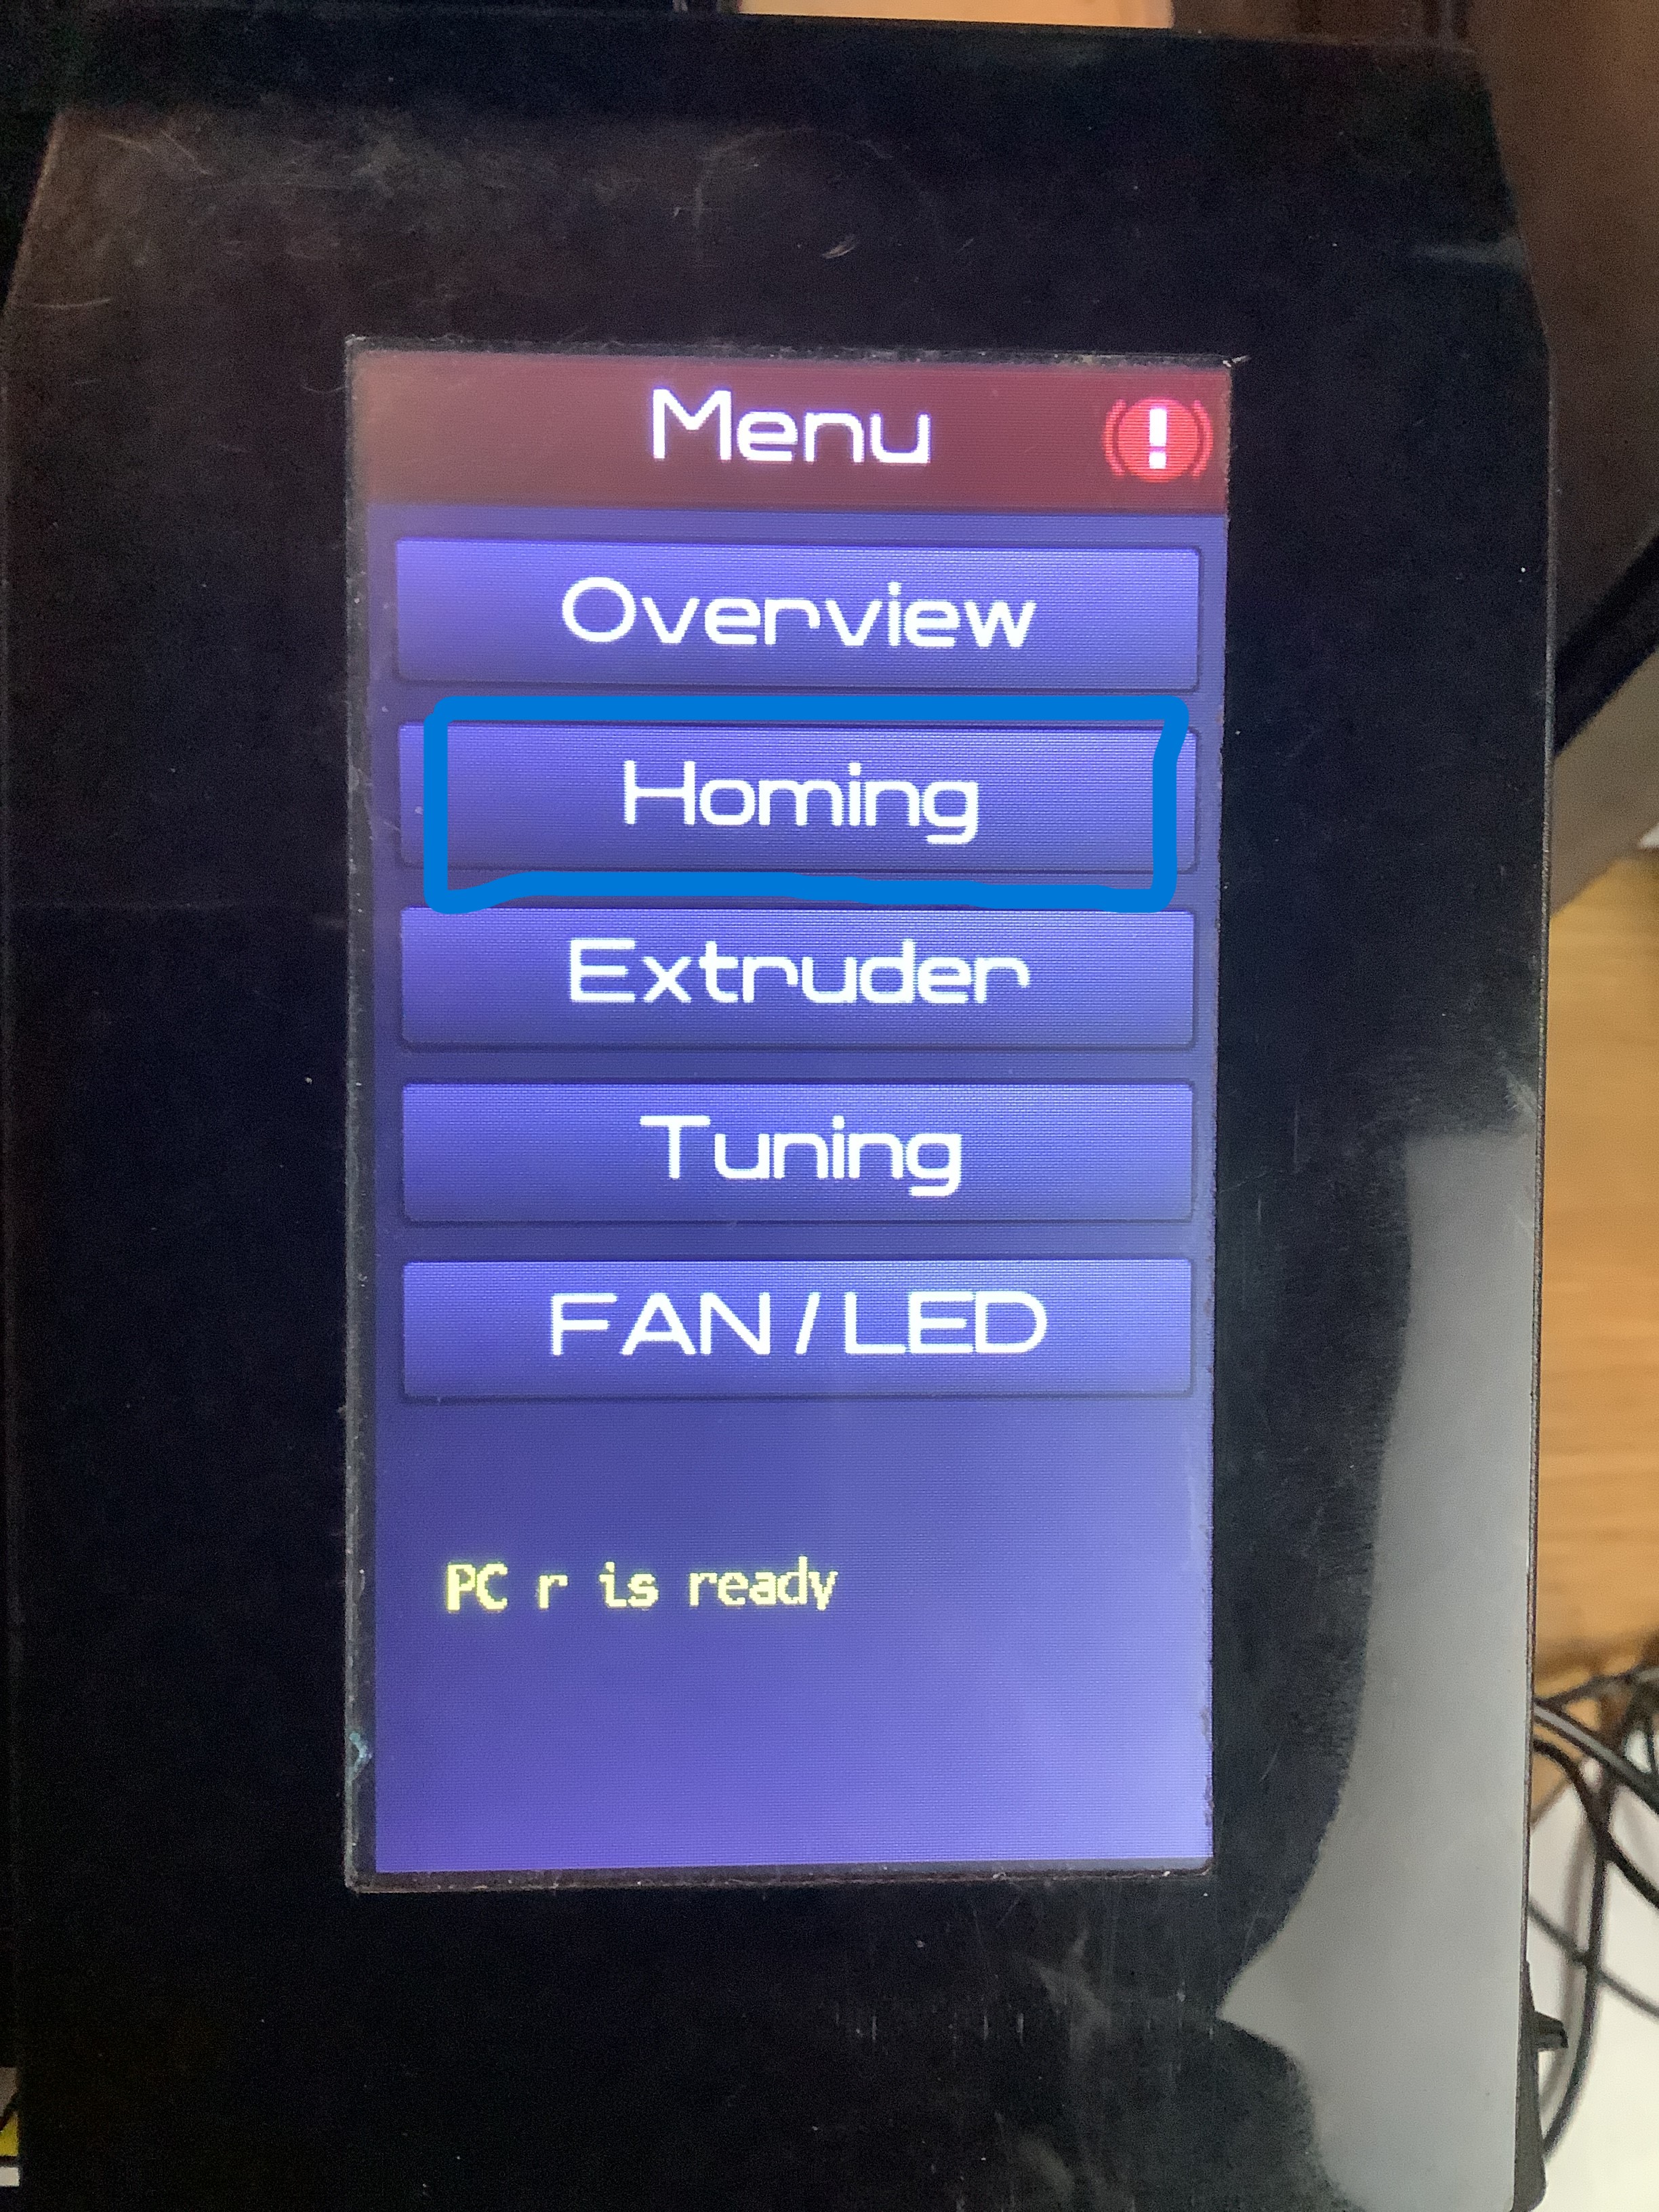 Menu
Overview
Homing
Extruder
Tuning
FAN / LED
PC r is ready